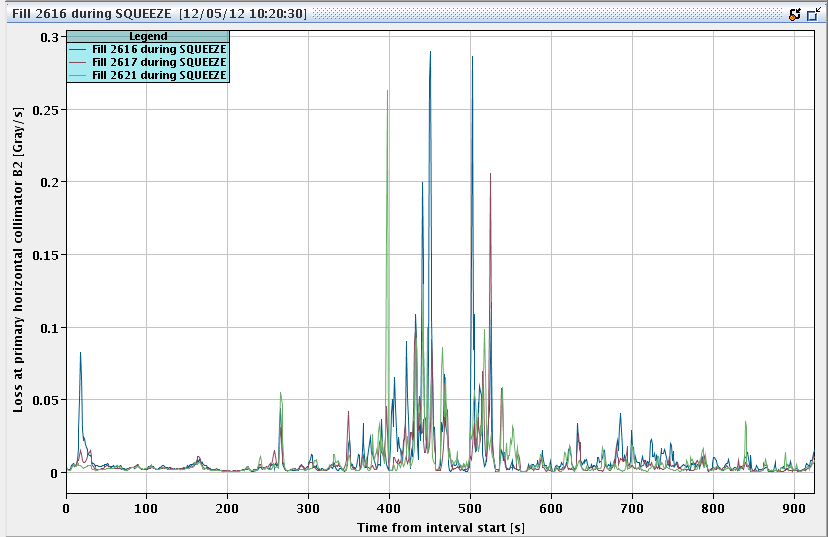 Fill 2616 during SQUEEZE [12/05/12 10:20:30]
Legend
Fill 2616 during SQUEEZE
Fill 2617 during SQUEEZE
Fill 2621 during SQUEEZE
Loss at primary horizontal collimator B2 [Gray/s]
0.3
0.25
0.2
0.15
0.1
0.05
0
0 100 200 300 400 500 600 700 800 900
Time from interval start [s]